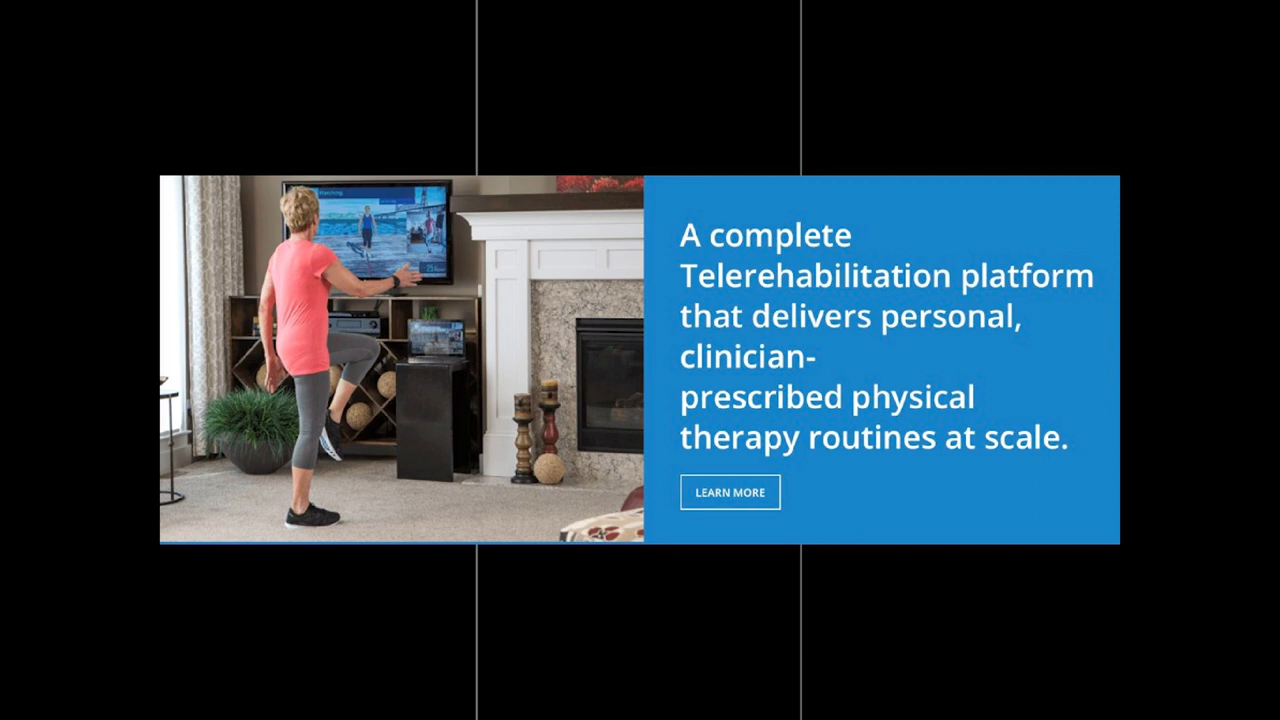 A complete
Telerehabilitation platform
that delivers personal,
clinician-
prescribed physical
therapy routines at scale.
LEARN MORE